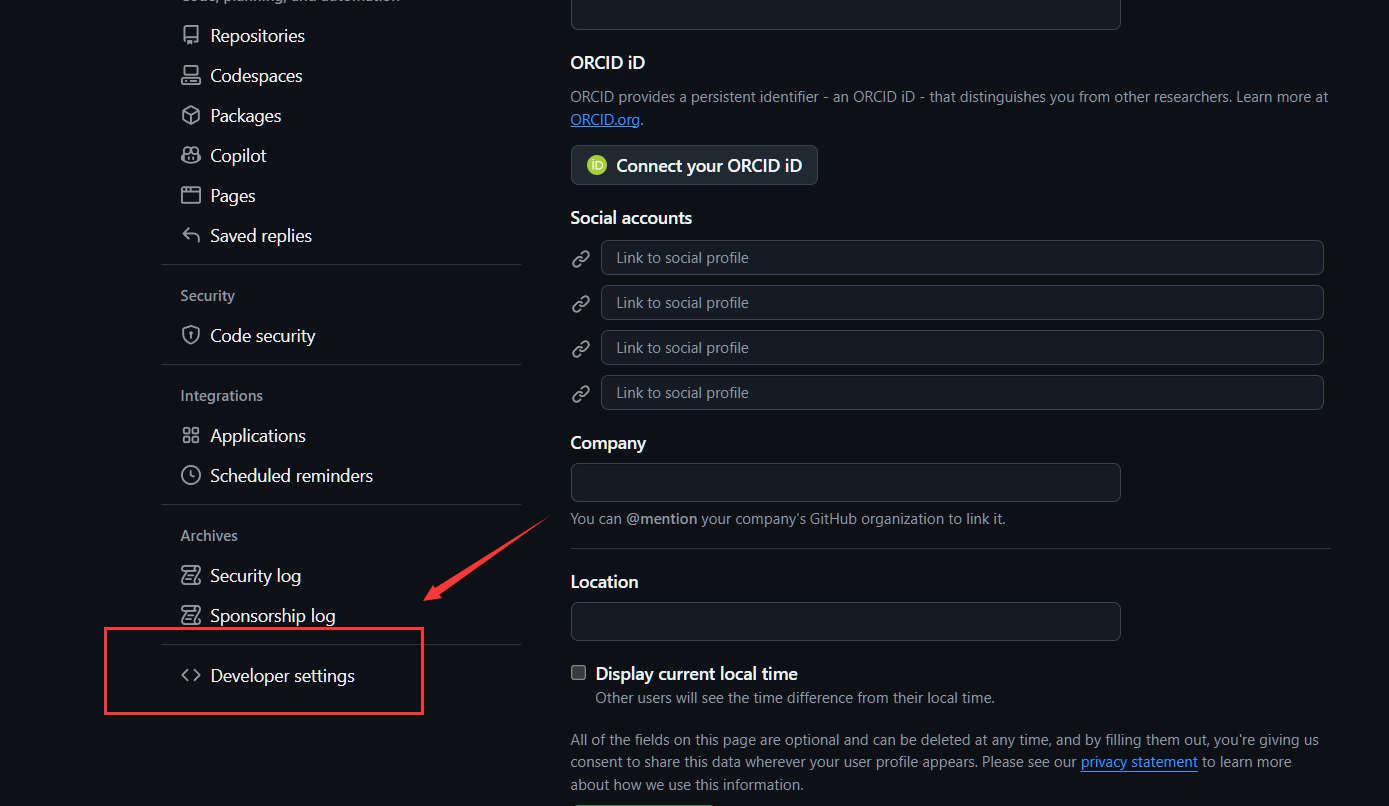 Code, planning, and automation
Repositories
Codespaces
Packages
Copilot
Pages
Saved replies
Security
Code security
Integrations
Applications
Scheduled reminders
Archives
Security log
Sponsorship log
Developer settings
ORCID iD
ORCID provides a persistent identifier - an ORCID iD - that distinguishes you from other researchers. Learn more at
ORCID.org.
iD Connect your ORCID iD
Social accounts
Link to social profile
Link to social profile
Link to social profile
Link to social profile
Company
You can @mention your company's GitHub organization to link it.
Location
Display current local time
Other users will see the time difference from their local time.
All of the fields on this page are optional and can be deleted at any time, and by filling them out, you're giving us
consent to share this data wherever your user profile appears. Please see our privacy statement to learn more
about how we use this information.